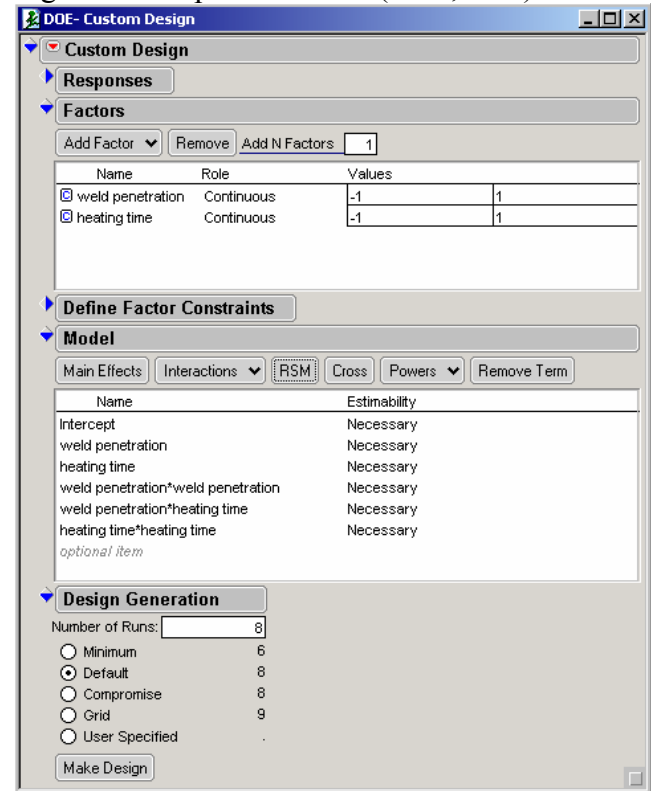 DOE- Custom Design
Custom Design
Responses
Factors
Add Factor Remove Add N Factors 1
Name Role Values
C weld penetration Continuous -1 1
C heating time Continuous -1 1
Define Factor Constraints
Model
Main Effects Interactions RSM Cross Powers Remove Term
Name Estimability
Intercept Necessary
weld penetration Necessary
heating time Necessary
weld penetration*weld penetration Necessary
weld penetration*heating time Necessary
heating time*heating time Necessary
optional item
Design Generation
Number of Runs: 8
Minimum 6
Default 8
Compromise 8
Grid 9
User Specified .
Make Design